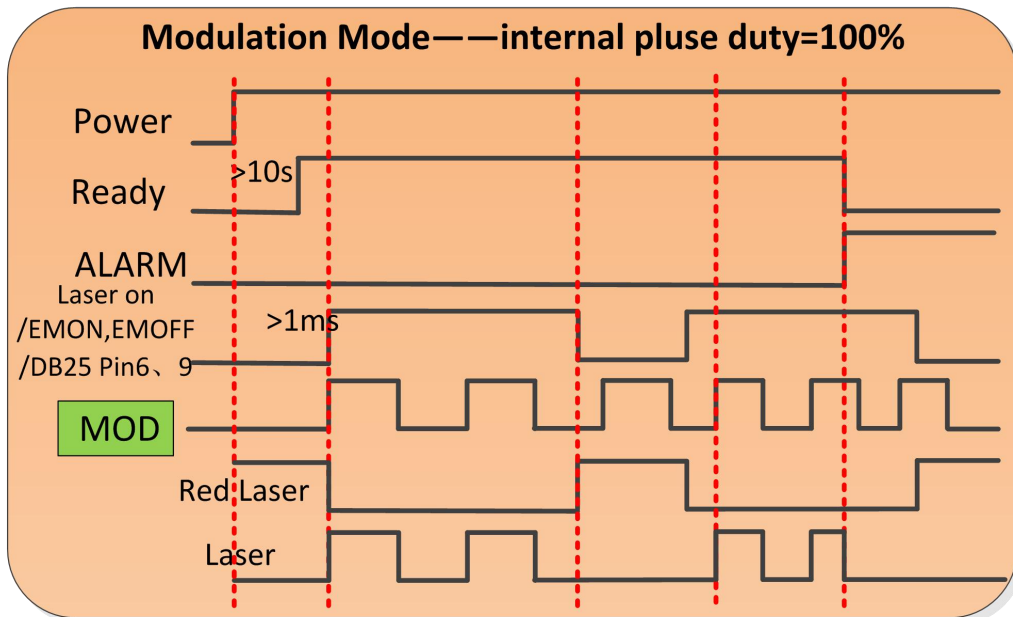 Modulation Mode——internal pluse duty=100%
Power
>10s
Ready
ALARM
Laser on
/EMON,EMOFF
>1ms
/DB25 Pin6、9
MOD
Red Laser
Laser